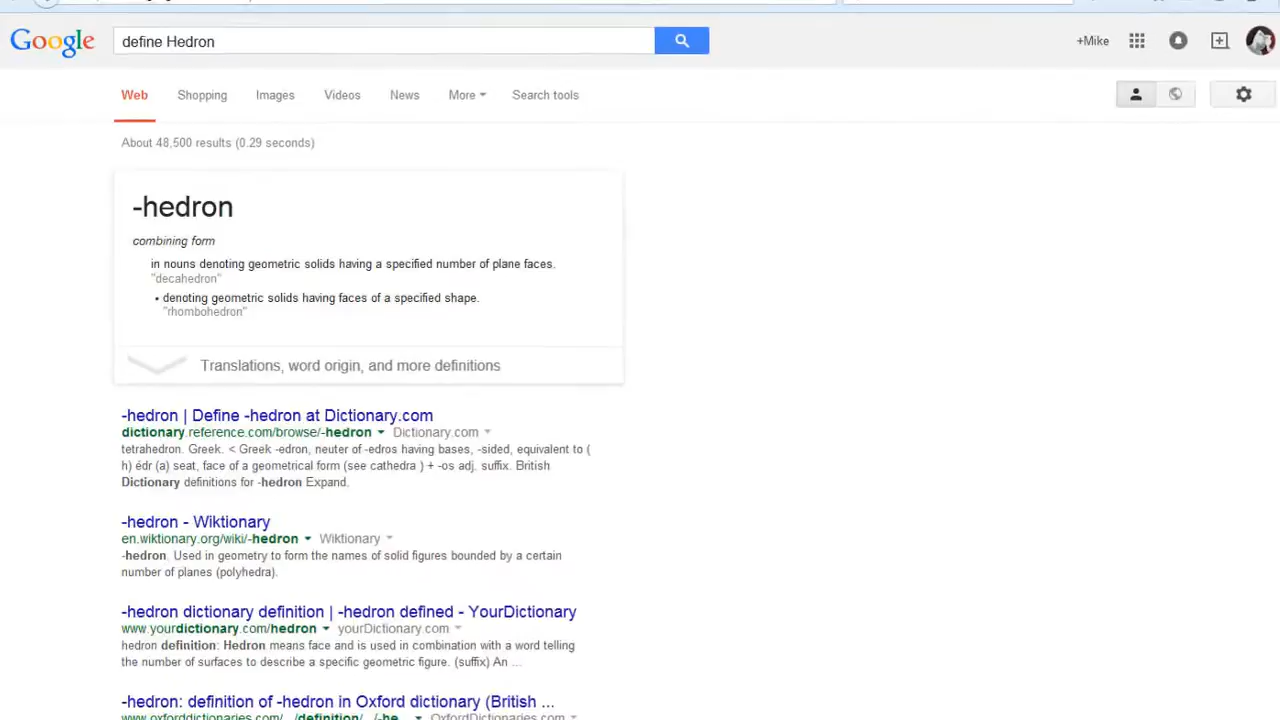 Google
define Hedron
+Mike
Web Shopping Images Videos News More Search tools
About 48,500 results (0.29 seconds)
-hedron
combining form
in nouns denoting geometric solids having a specified number of plane faces.
"decahedron"
• denoting geometric solids having faces of a specified shape.
"rhombohedron"
Translations, word origin, and more definitions
-hedron | Define -hedron at Dictionary.com
dictionary.reference.com/browse/-hedron Dictionary.com
tetrahedron. Greek. < Greek -edron, neuter of -edros having bases, -sided, equivalent to (
h) édr (a) seat, face of a geometrical form (see cathedra ) + -os adj. suffix. British
Dictionary definitions for -hedron Expand.
-hedron - Wiktionary
en.wiktionary.org/wiki/-hedron Wiktionary
-hedron. Used in geometry to form the names of solid figures bounded by a certain
number of planes (polyhedra).
-hedron dictionary definition | -hedron defined - YourDictionary
www.yourdictionary.com/hedron yourDictionary.com
hedron definition: Hedron means face and is used in combination with a word telling
the number of surfaces to describe a specific geometric figure. (suffix) An ...
-hedron: definition of -hedron in Oxford dictionary (British ...
www.oxforddictionaries.com/.../definition/.../-he... OxfordDictionaries.com